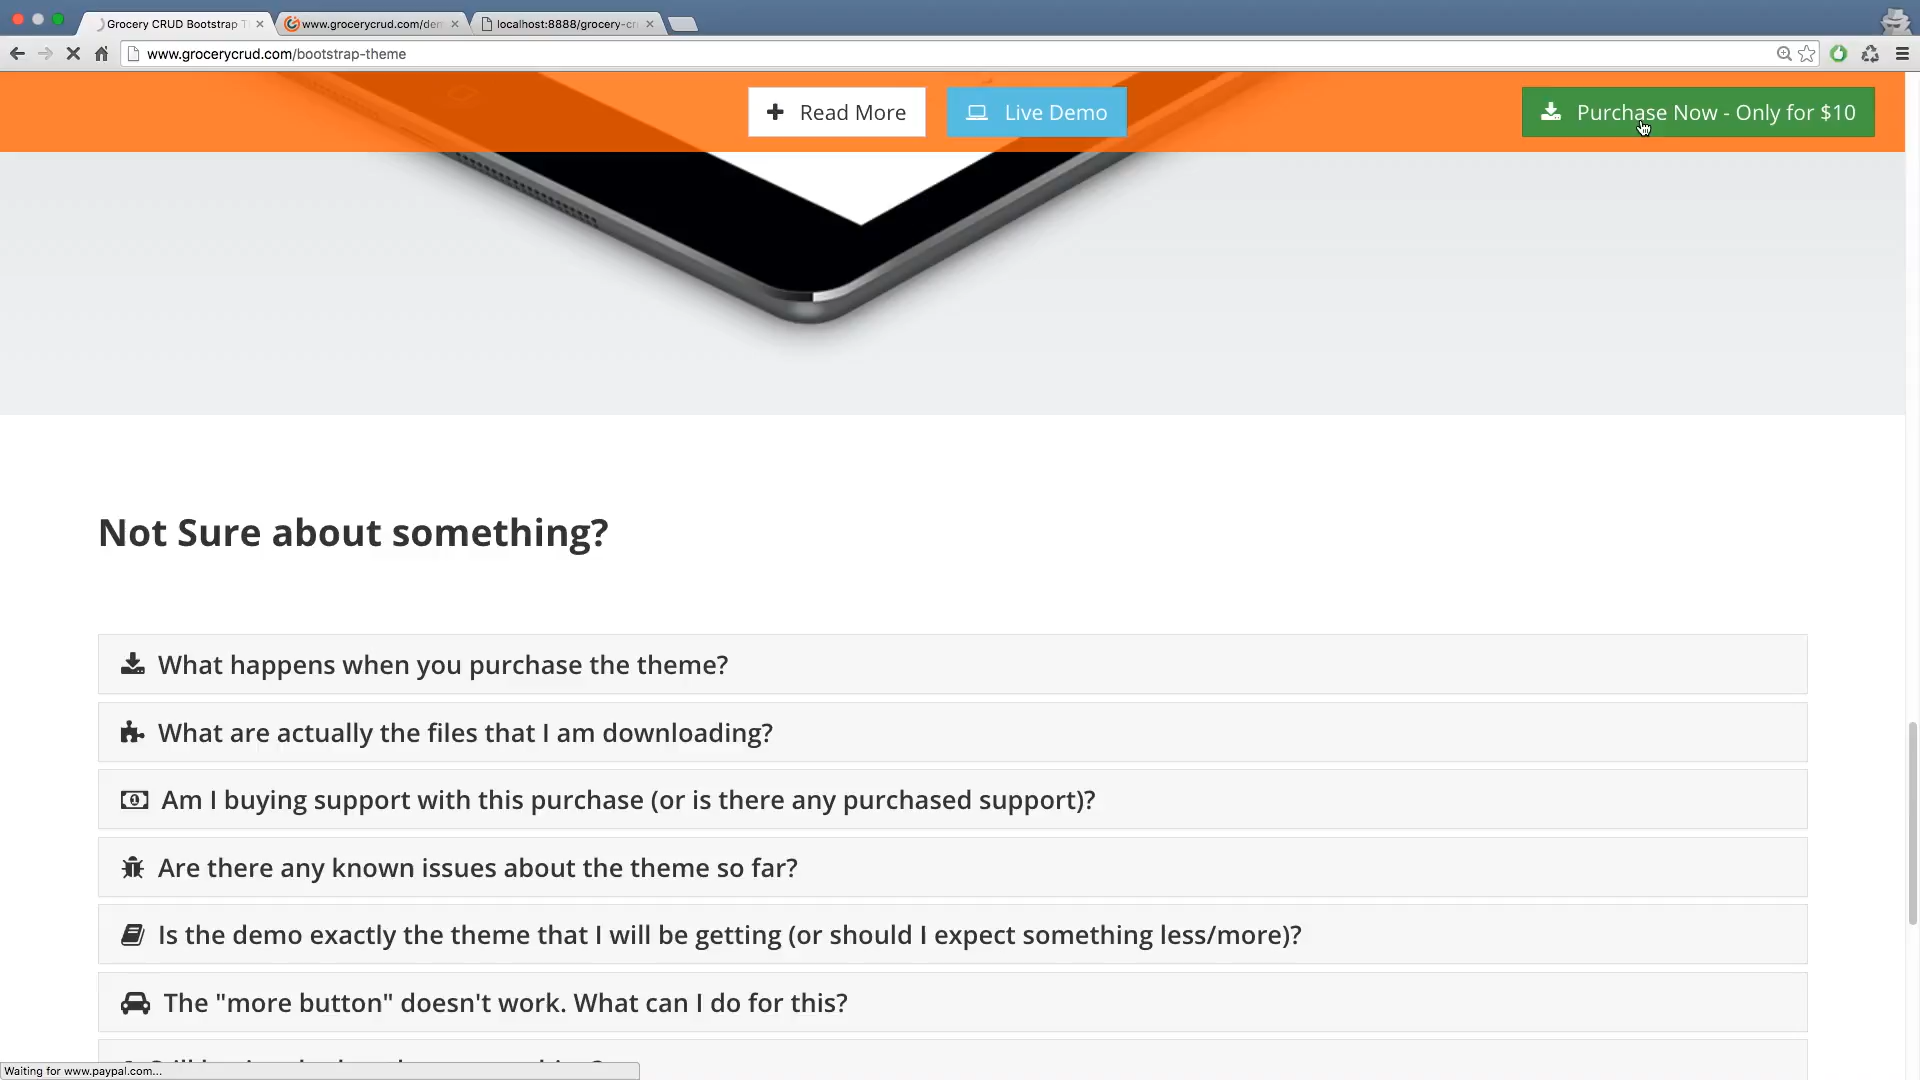 Grocery CRUD Bootstrap T
www.grocerycrud.com/dem
localhost:8888/grocery-cr
www.grocerycrud.com/bootstrap-theme
Read More
Live Demo
Purchase Now - Only for $10
Not Sure about something?
What happens when you purchase the theme?
What are actually the files that I am downloading?
Am I buying support with this purchase (or is there any purchased support)?
Are there any known issues about the theme so far?
Is the demo exactly the theme that I will be getting (or should I expect something less/more)?
The "more button" doesn't work. What can I do for this?
Waiting for www.paypal.com...